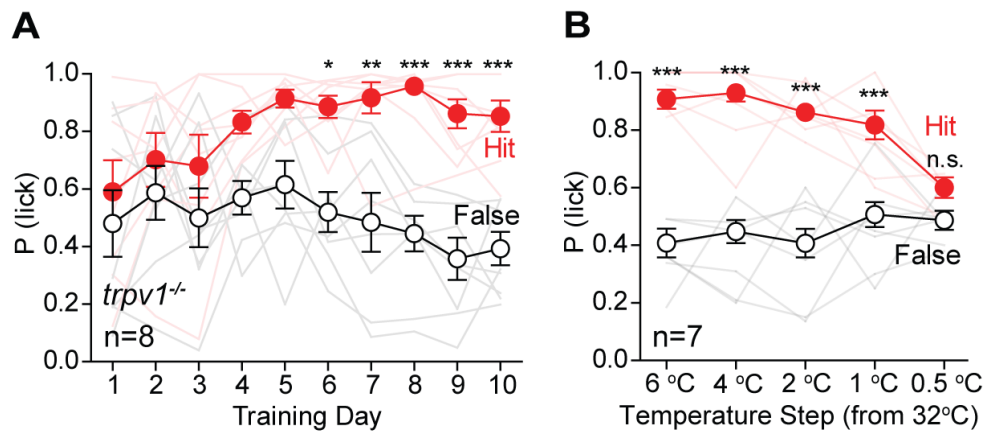 A
* ** *** *** ***
1.0
0.8
0.6
0.4
0.2
0.0
P (lick)
Hit
False
trpv1-/-
n=8
1 2 3 4 5 6 7 8 9 10
Training Day
B
*** *** *** ***
n.s.
1.0
0.8
0.6
0.4
0.2
0.0
P (lick)
Hit
False
n=7
6 °C 4 °C 2 °C 1 °C 0.5 °C
Temperature Step (from 32°C)